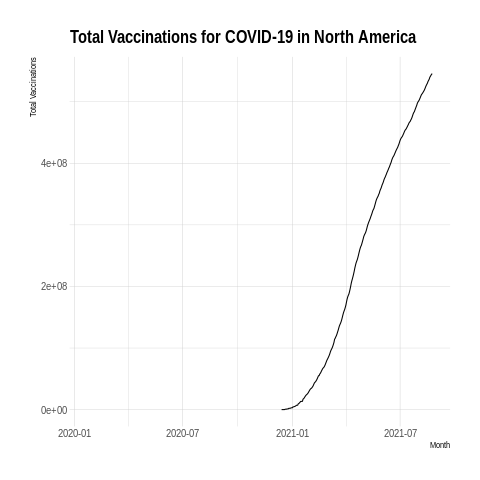 Total Vaccinations for COVID-19 in North America
Total Vaccinations
4e+08
2e+08
0e+00
2020-01
2020-07
2021-01
2021-07
Month